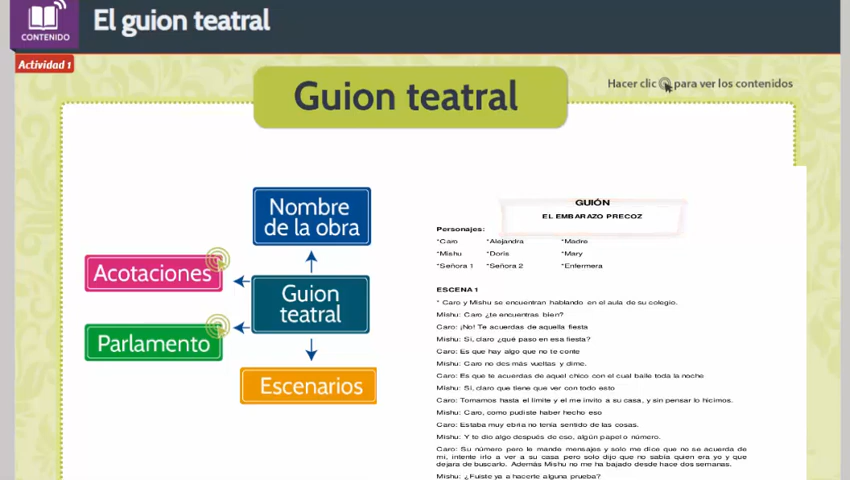 CONTENIDO
El guion teatral
Actividad 1
Guion teatral
Hacer clic para ver los contenidos
Nombre
de la obra
Acotaciones
Guion
teatral
Parlamento
Escenarios
GUIÓN
EL EMBARAZO PRECOZ
Personajes:
*Caro *Alejandra *Madre
*Mishu *Doris *Mary
*Señora 1 *Señora 2 *Enfermera
ESCENA 1
* Caro y Mishu se encuentran hablando en el aula de su colegio.
Mishu: Caro ¿te encuentras bien?
Caro: ¡No! Te acuerdas de aquella fiesta
Mishu: Si, claro ¿qué paso en esa fiesta?
Caro: Es que hay algo que no te conte
Mishu: Caro no des más vueltas y dime.
Caro: Es que te acuerdas de aquel chico con el cual baile toda la noche
Mishu: Si, claro que tiene que ver con todo esto
Caro: Tomamos hasta el limite y el me invito a su casa, y sin pensar lo hicimos.
Mishu: Caro, como pudiste haber hecho eso
Caro: Estaba muy ebria no tenia sentido de las cosas.
Mishu: Y te dio algo después de eso, algún papel o número.
Caro: Su número pero le mande mensajes y solo me dice que no se acuerda de
mi, intente irlo a ver a su casa pero solo dijo que no sabia quien era yo y que
dejara de buscarlo. Además Mishu no me ha bajado desde hace dos semanas.
Mishu: ¿Fuiste ya a hacerte alguna prueba?